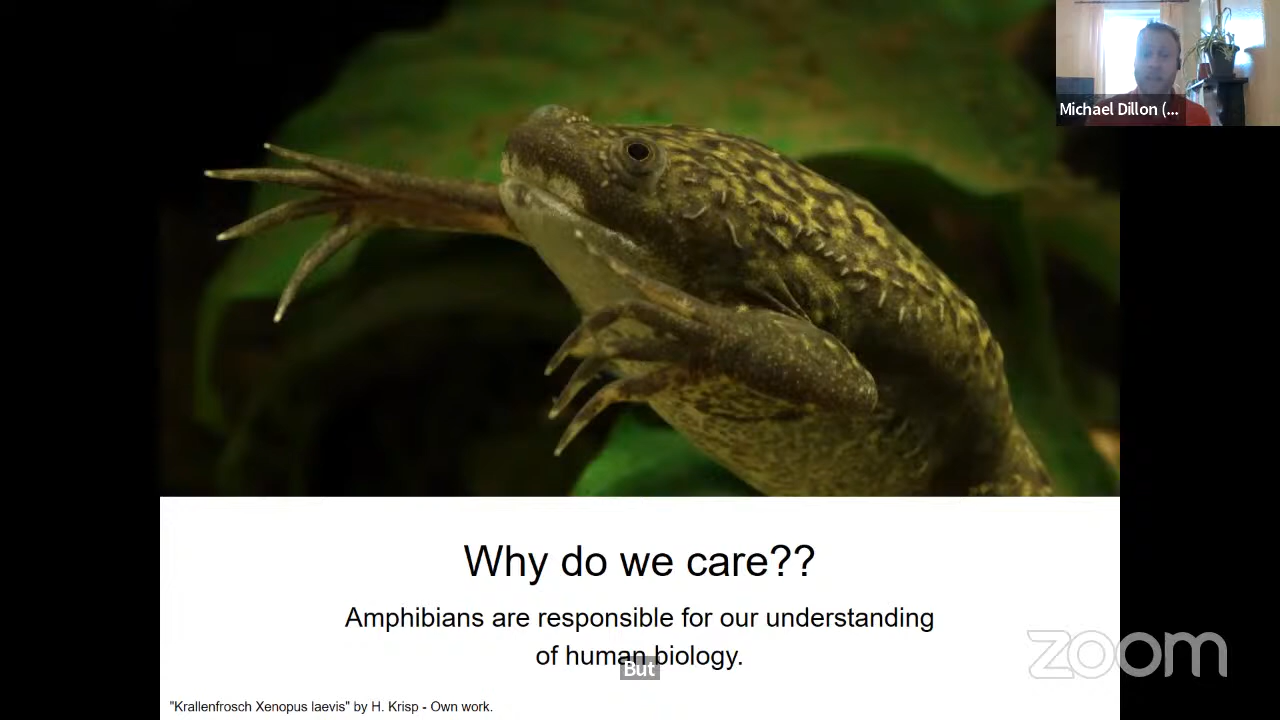 Michael Dillon (...
Why do we care??
Amphibians are responsible for our understanding
of human biology.
But
zoom
"Krallenfrosch Xenopus laevis" by H. Krisp - Own work.